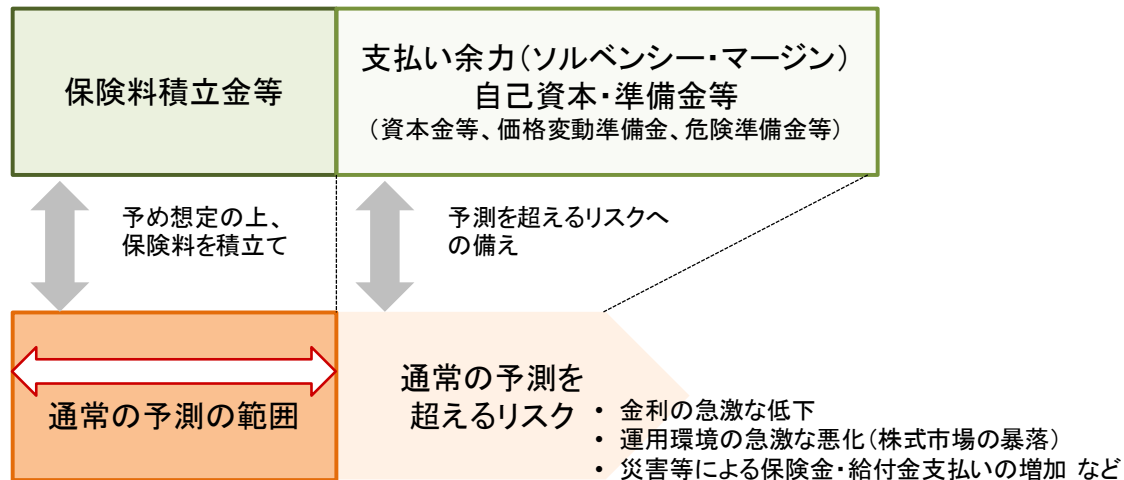 保険料積立金等
支払い余力（ソルベンシー・マージン）
自己資本・準備金等
（資本金等、価格変動準備金、危険準備金等）
予め想定の上、
保険料を積立て
予測を超えるリスクへ
の備え
通常の予測の範囲
通常の予測を
超えるリスク
• 金利の急激な低下
• 運用環境の急激な悪化（株式市場の暴落）
• 災害等による保険金・給付金支払いの増加 など